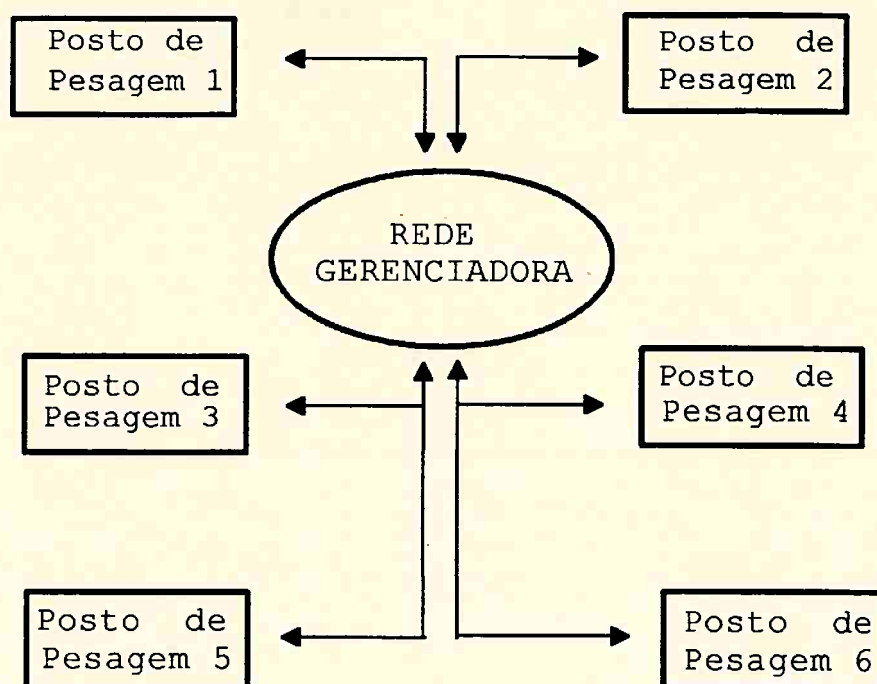 Posto de
Pesagem 1
Posto de
Pesagem 2
REDE
GERENCIADORA
Posto de
Pesagem 3
Posto de
Pesagem 4
Posto de
Pesagem 5
Posto de
Pesagem 6